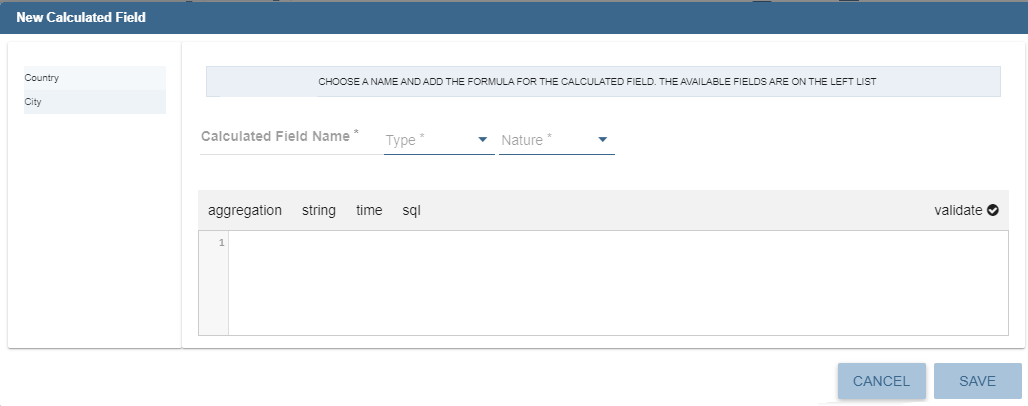 New Calculated Field
Country
City
CHOOSE A NAME AND ADD THE FORMULA FOR THE CALCULATED FIELD. THE AVAILABLE FIELDS ARE ON THE LEFT LIST
Calculated Field Name * Type * Nature *
aggregation string time sql validate
1
CANCEL SAVE